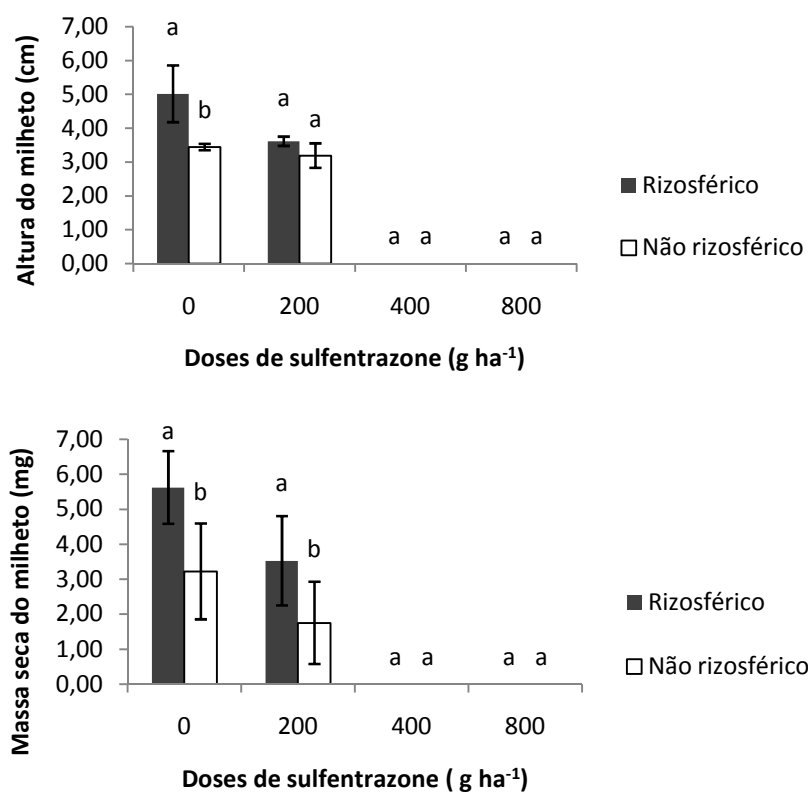 Altura do milheto (cm)
7,00
6,00
5,00
4,00
3,00
2,00
1,00
0,00
a
b
a
a
a a
a a
0
200
400
800
Doses de sulfentrazone (g ha⁻¹)
Rizosférico
Não rizosférico
Massa seca do milheto (mg)
7,00
6,00
5,00
4,00
3,00
2,00
1,00
0,00
a
b
a
b
a a
a a
0
200
400
800
Doses de sulfentrazone ( g ha⁻¹)
Rizosférico
Não rizosférico